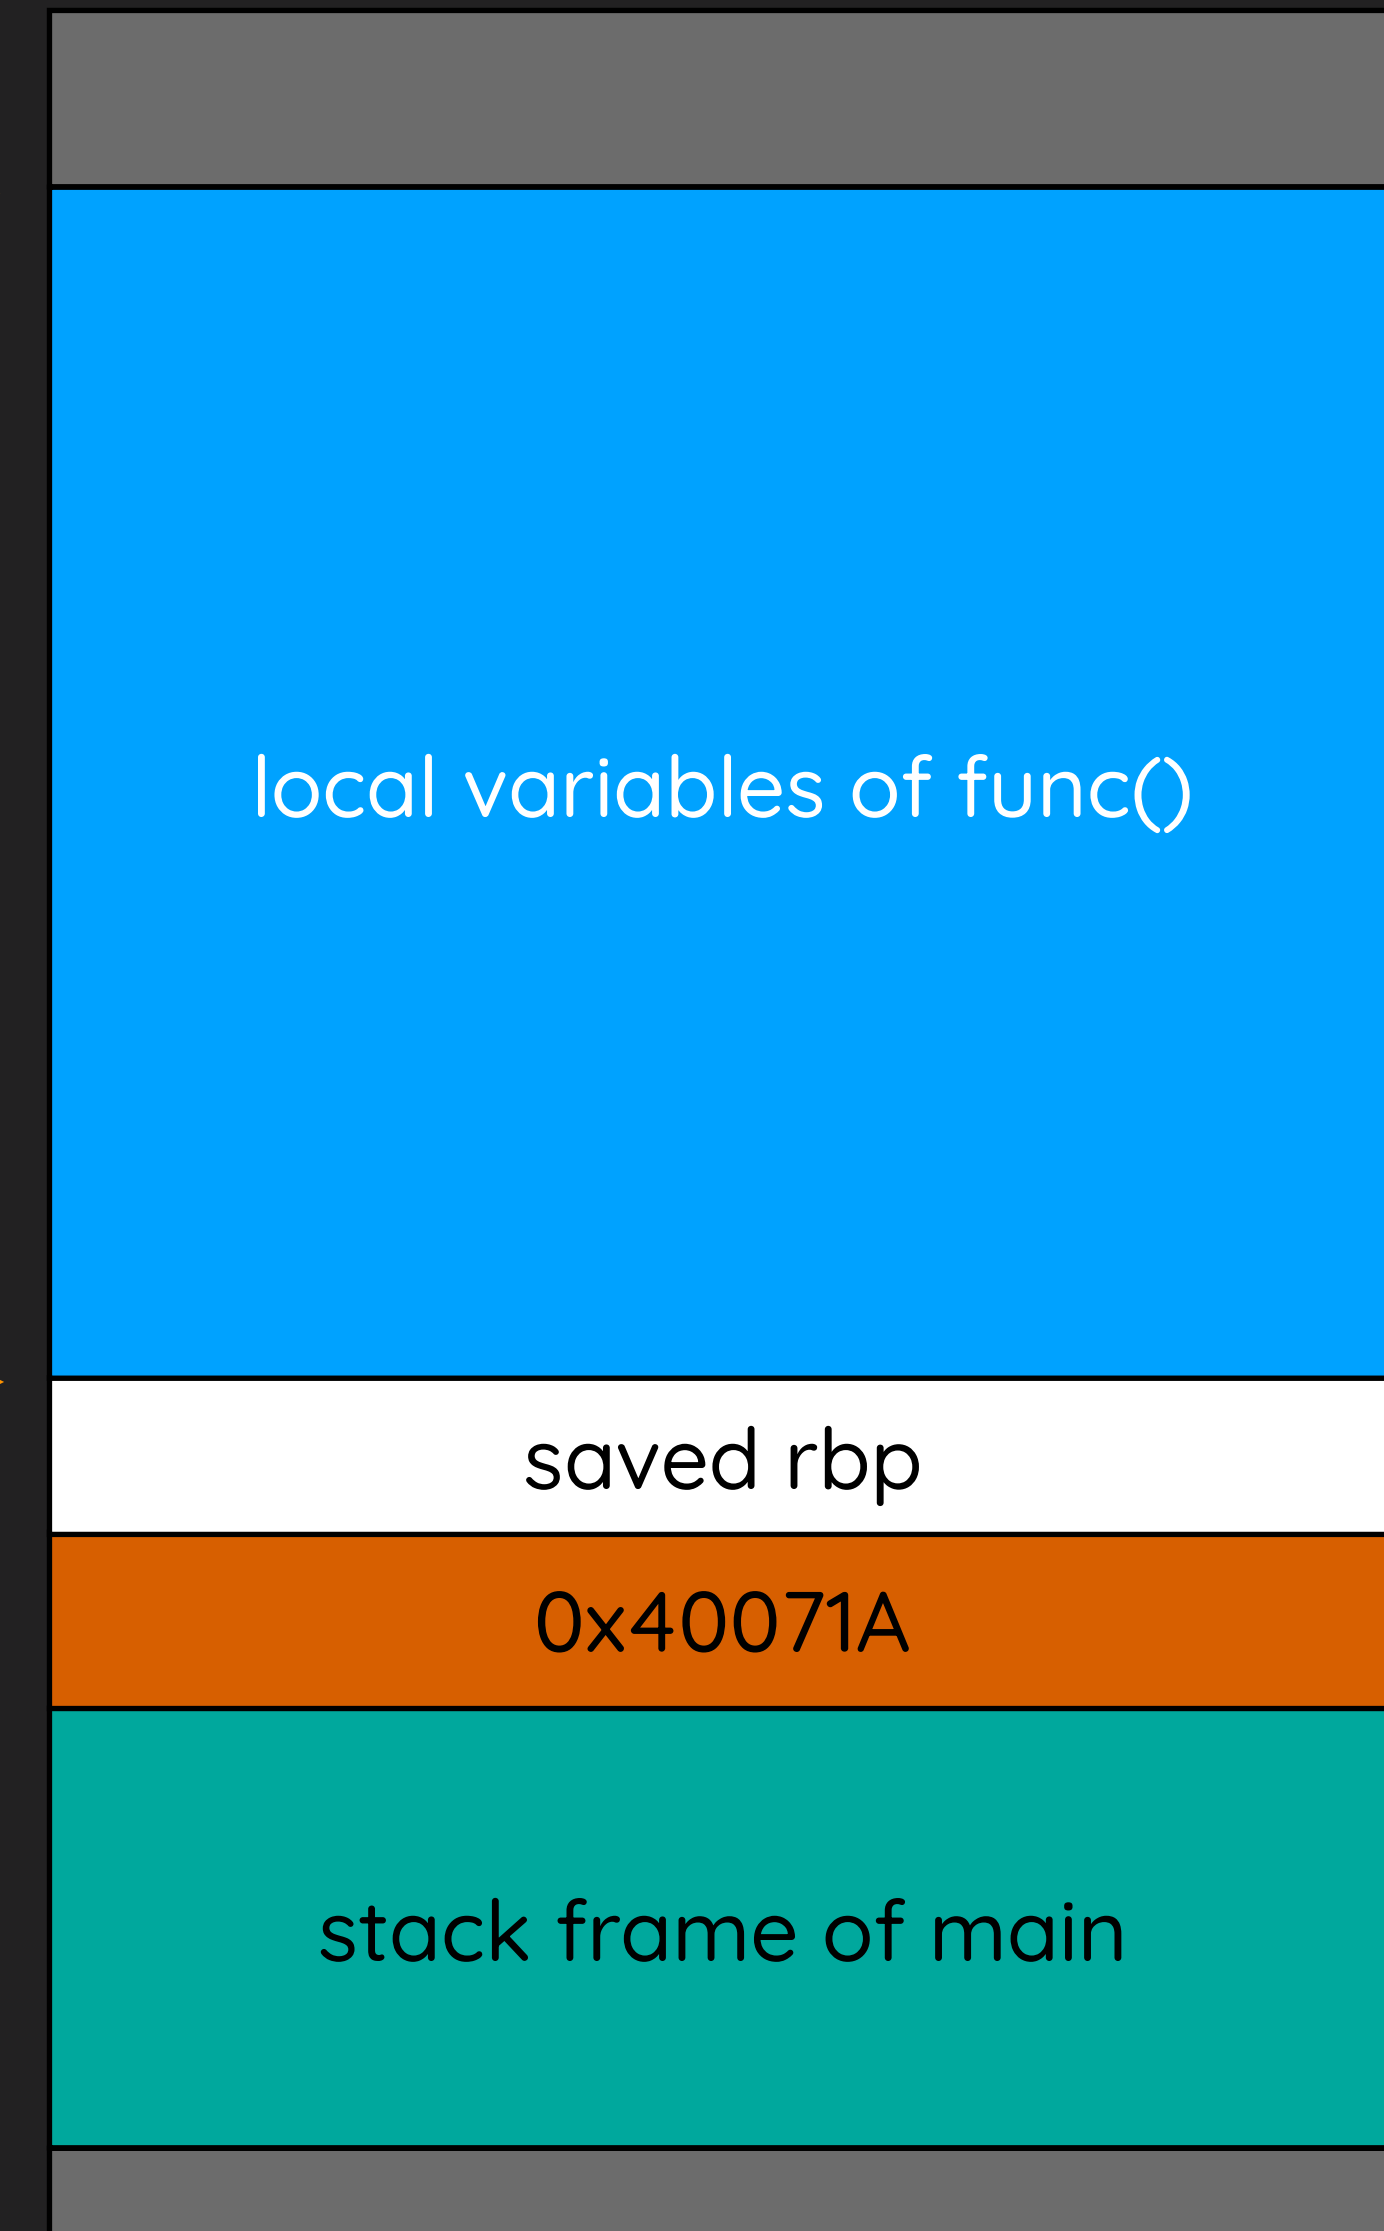 local variables of func()
saved rbp
0x40071A
stack frame of main